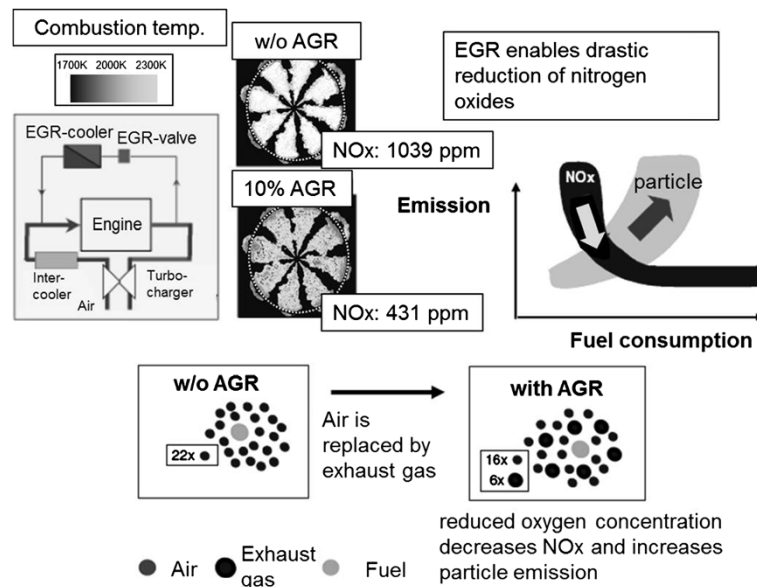 Combustion temp.
1700K 2000K 2300K
EGR-cooler
EGR-valve
Engine
Inter-
cooler
Air
Turbo-
charger
w/o AGR
NOx: 1039 ppm
10% AGR
NOx: 431 ppm
EGR enables drastic
reduction of nitrogen
oxides
Emission
NOx
particle
Fuel consumption
w/o AGR
22x
Air is
replaced by
exhaust gas
with AGR
16x
6x
reduced oxygen concentration
decreases NOx and increases
particle emission
Air
Exhaust
gas
Fuel